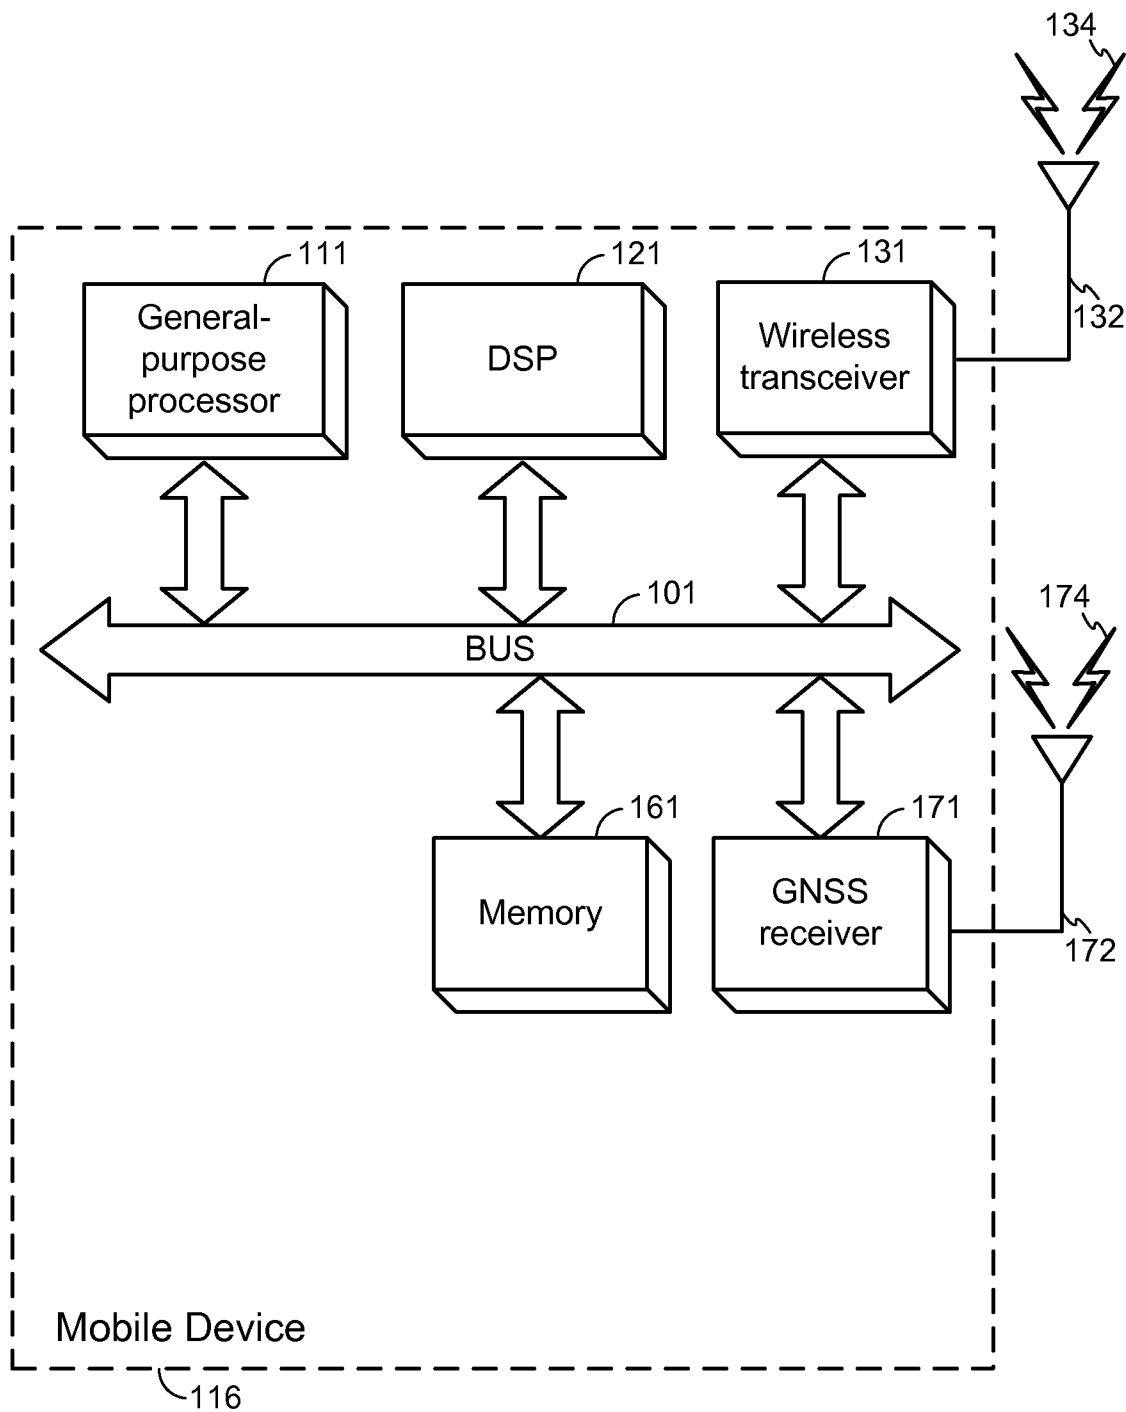 134
111
121
131
General-
purpose
processor
DSP
Wireless
transceiver
132
101
BUS
174
161
171
Memory
GNSS
receiver
172
Mobile Device
116